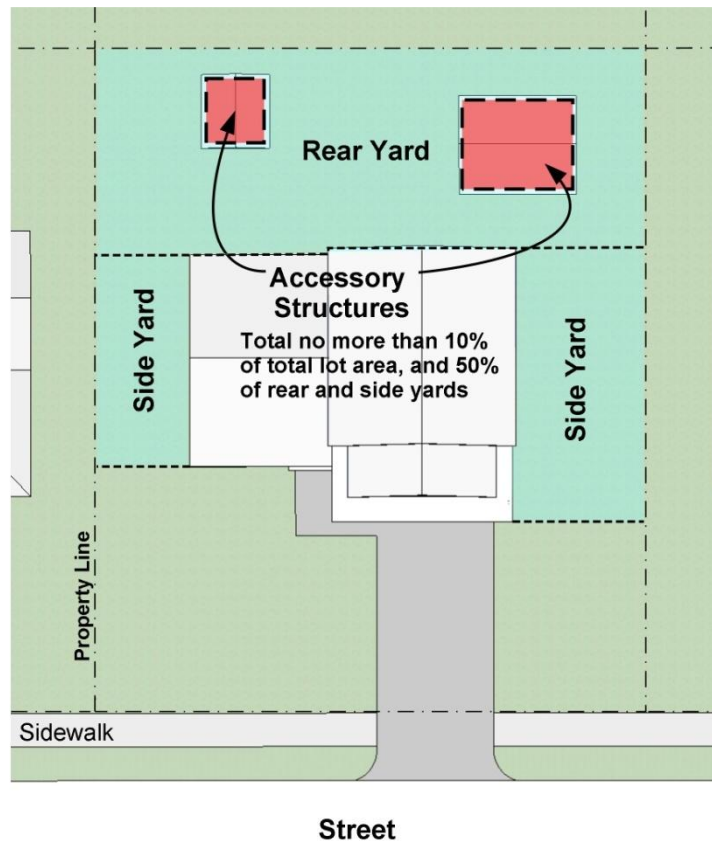 Rear Yard
Accessory
Structures
Total no more than 10%
of total lot area, and 50%
of rear and side yards
Side Yard
Side Yard
Property Line
Sidewalk
Street